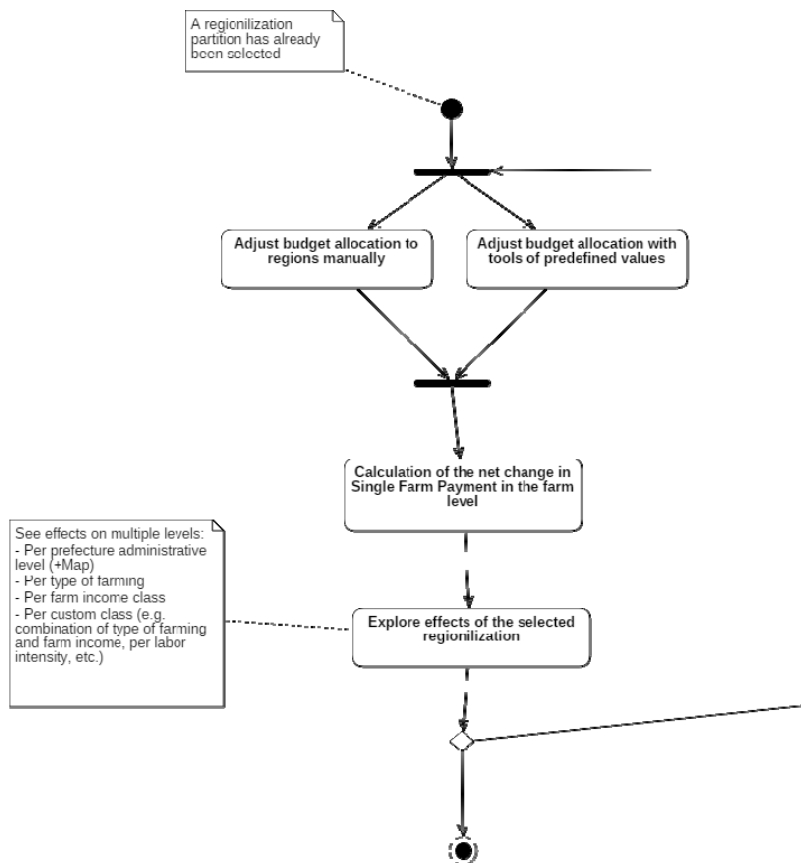 A regionilization
partition has already
been selected
Adjust budget allocation to
regions manually
Adjust budget allocation with
tools of predefined values
Calculation of the net change in
Single Farm Payment in the farm
level
See effects on multiple levels:
- Per prefecture administrative
level (+Map)
- Per type of farming
- Per farm income class
- Per custom class (e.g.
combination of type of farming
and farm income, per labor
intensity, etc.)
Explore effects of the selected
regionilization